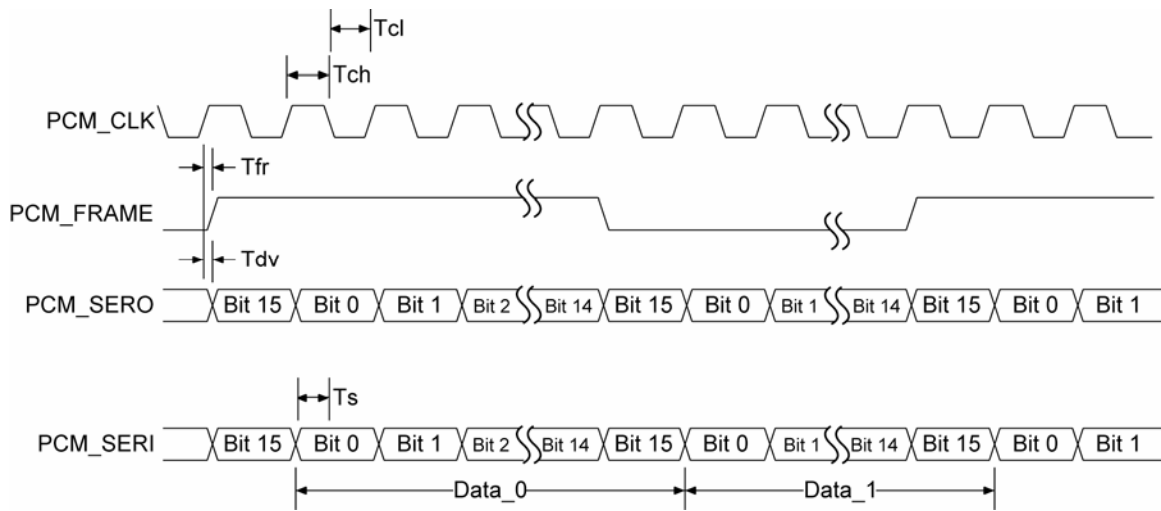 Tcl
Tch
PCM_CLK
Tfr
PCM_FRAME
Tdv
PCM_SERO Bit 15 Bit 0 Bit 1 Bit 2 Bit 14 Bit 15 Bit 0 Bit 1 Bit 14 Bit 15 Bit 0 Bit 1
Ts
PCM_SERI Bit 15 Bit 0 Bit 1 Bit 2 Bit 14 Bit 15 Bit 0 Bit 1 Bit 14 Bit 15 Bit 0 Bit 1
Data_0 Data_1